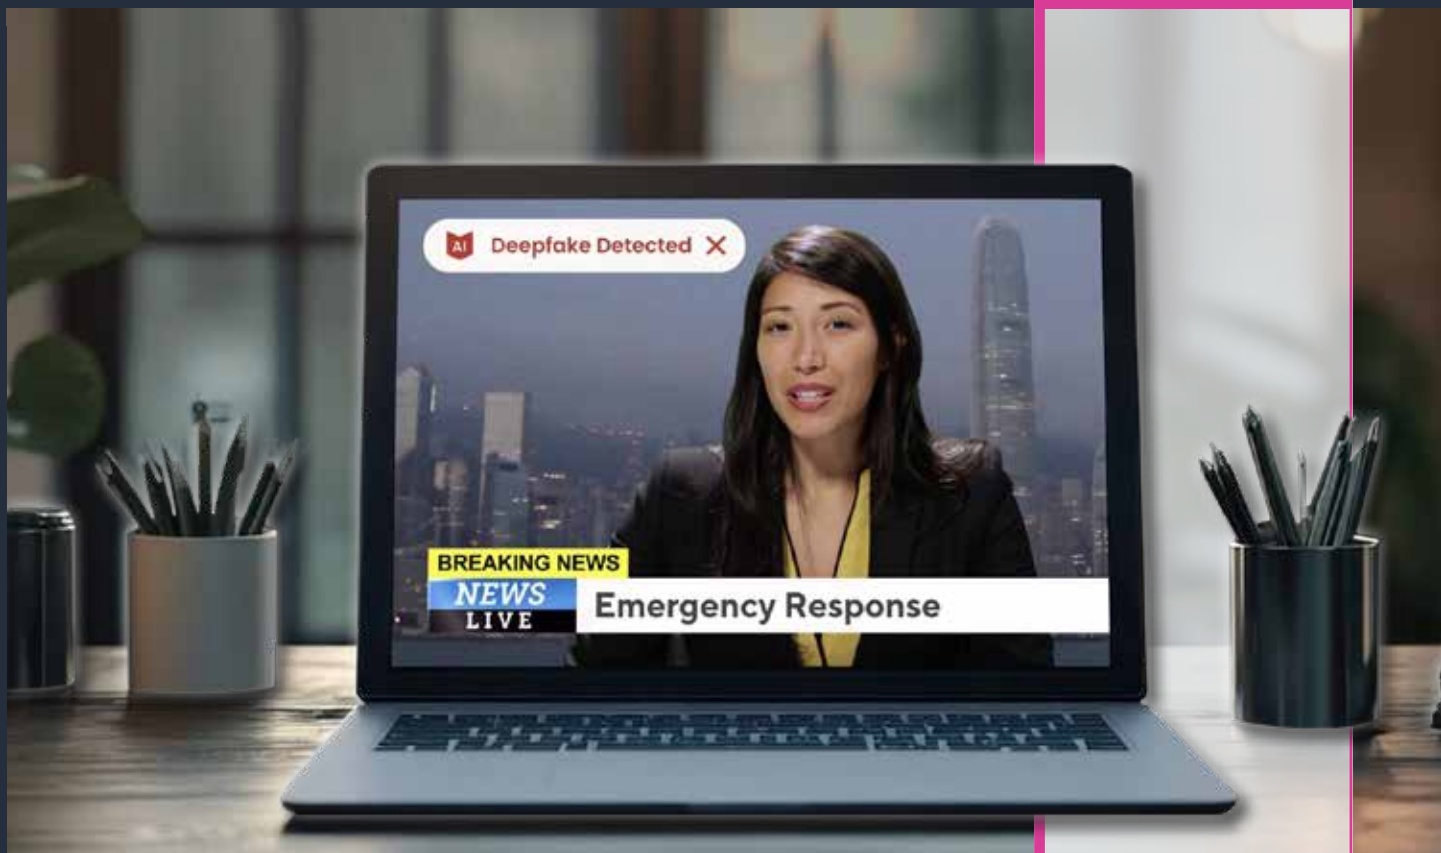 AI Deepfake Detected
BREAKING NEWS
NEWS
LIVE
Emergency Response